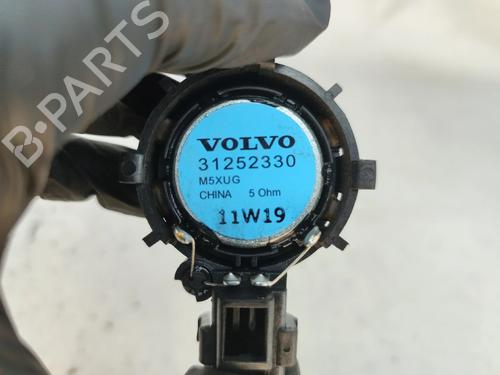 B-PARTS
VOLVO
31252330
M5XUG
CHINA 5 Ohm
11W19